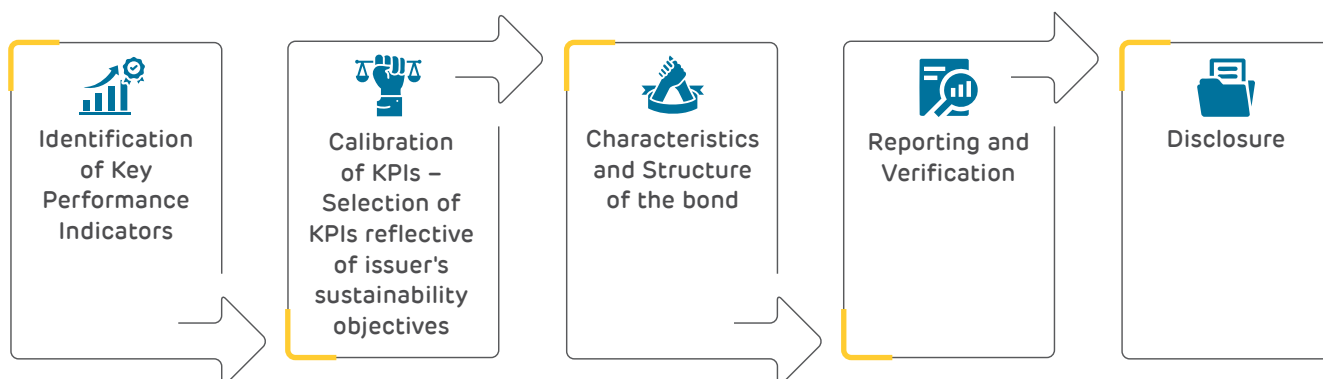 Identification
of Key
Performance
Indicators
Calibration
of KPIs –
Selection of
KPIs reflective
of issuer's
sustainability
objectives
Characteristics
and Structure
of the bond
Reporting and
Verification
Disclosure